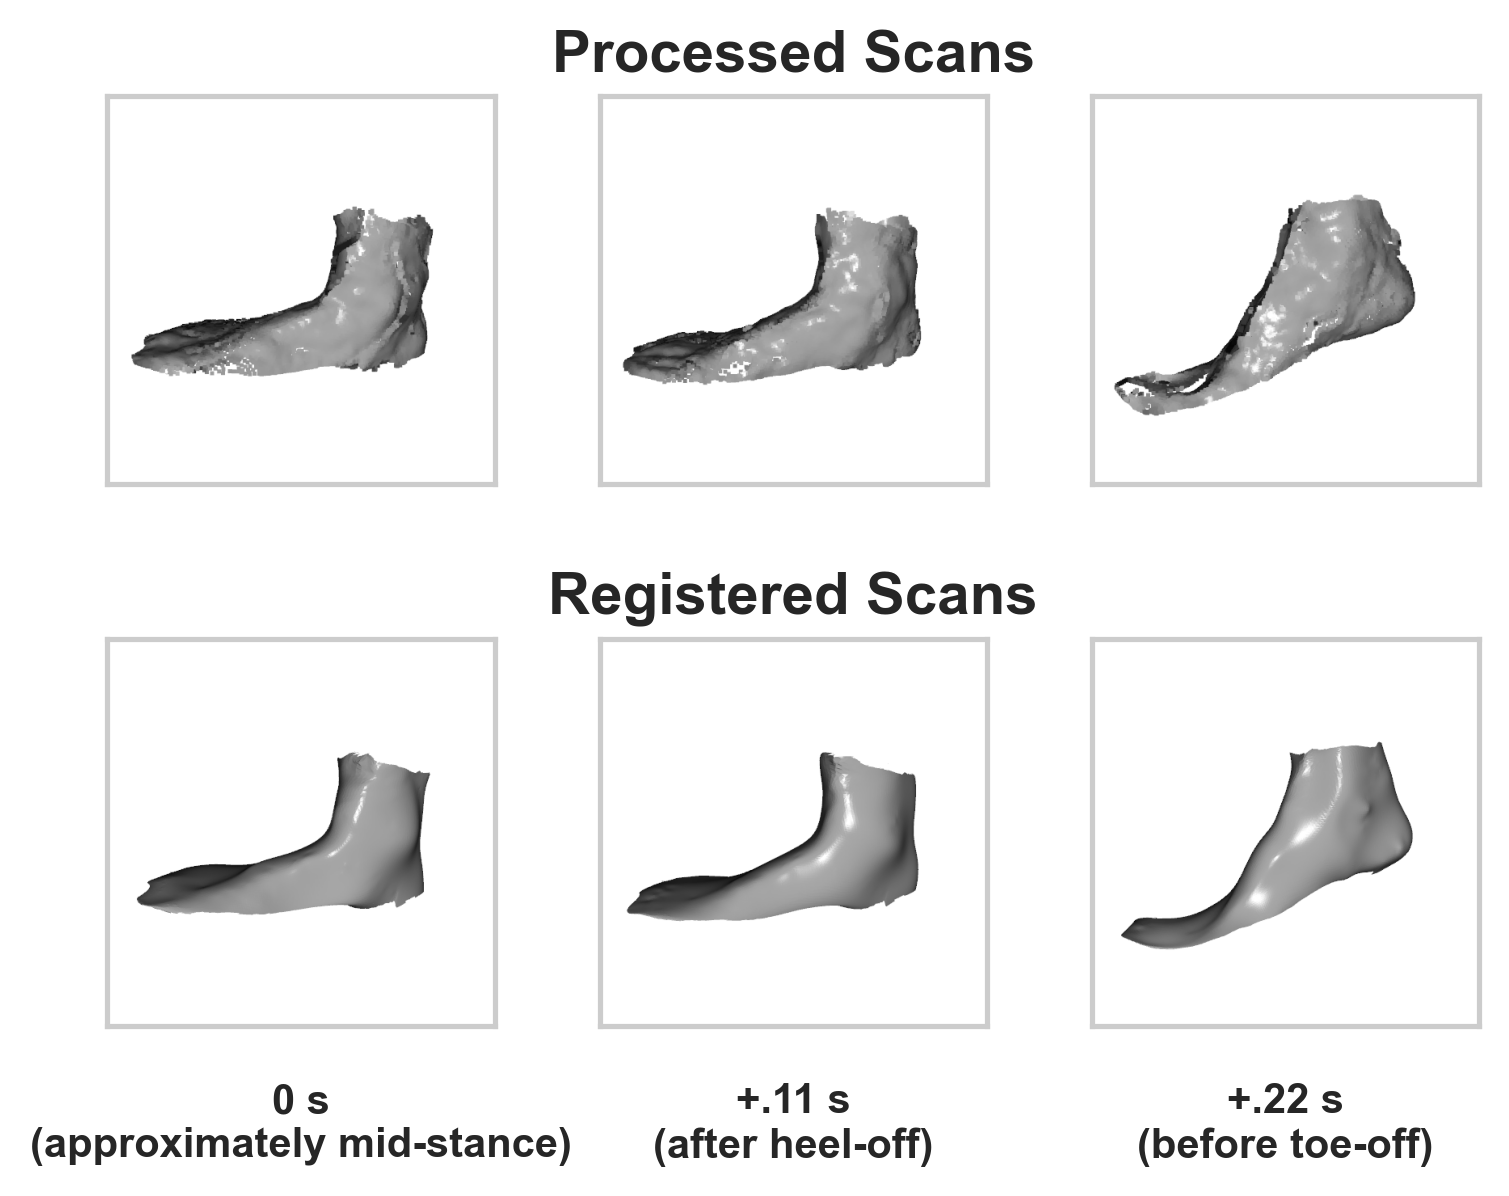 Processed Scans
Registered Scans
0 s
(approximately mid-stance)
+.11 s
(after heel-off)
+.22 s
(before toe-off)